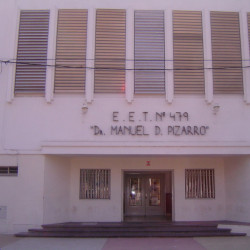 E.E.T. Nº 479
"Dr. MANUEL D. PIZARRO"